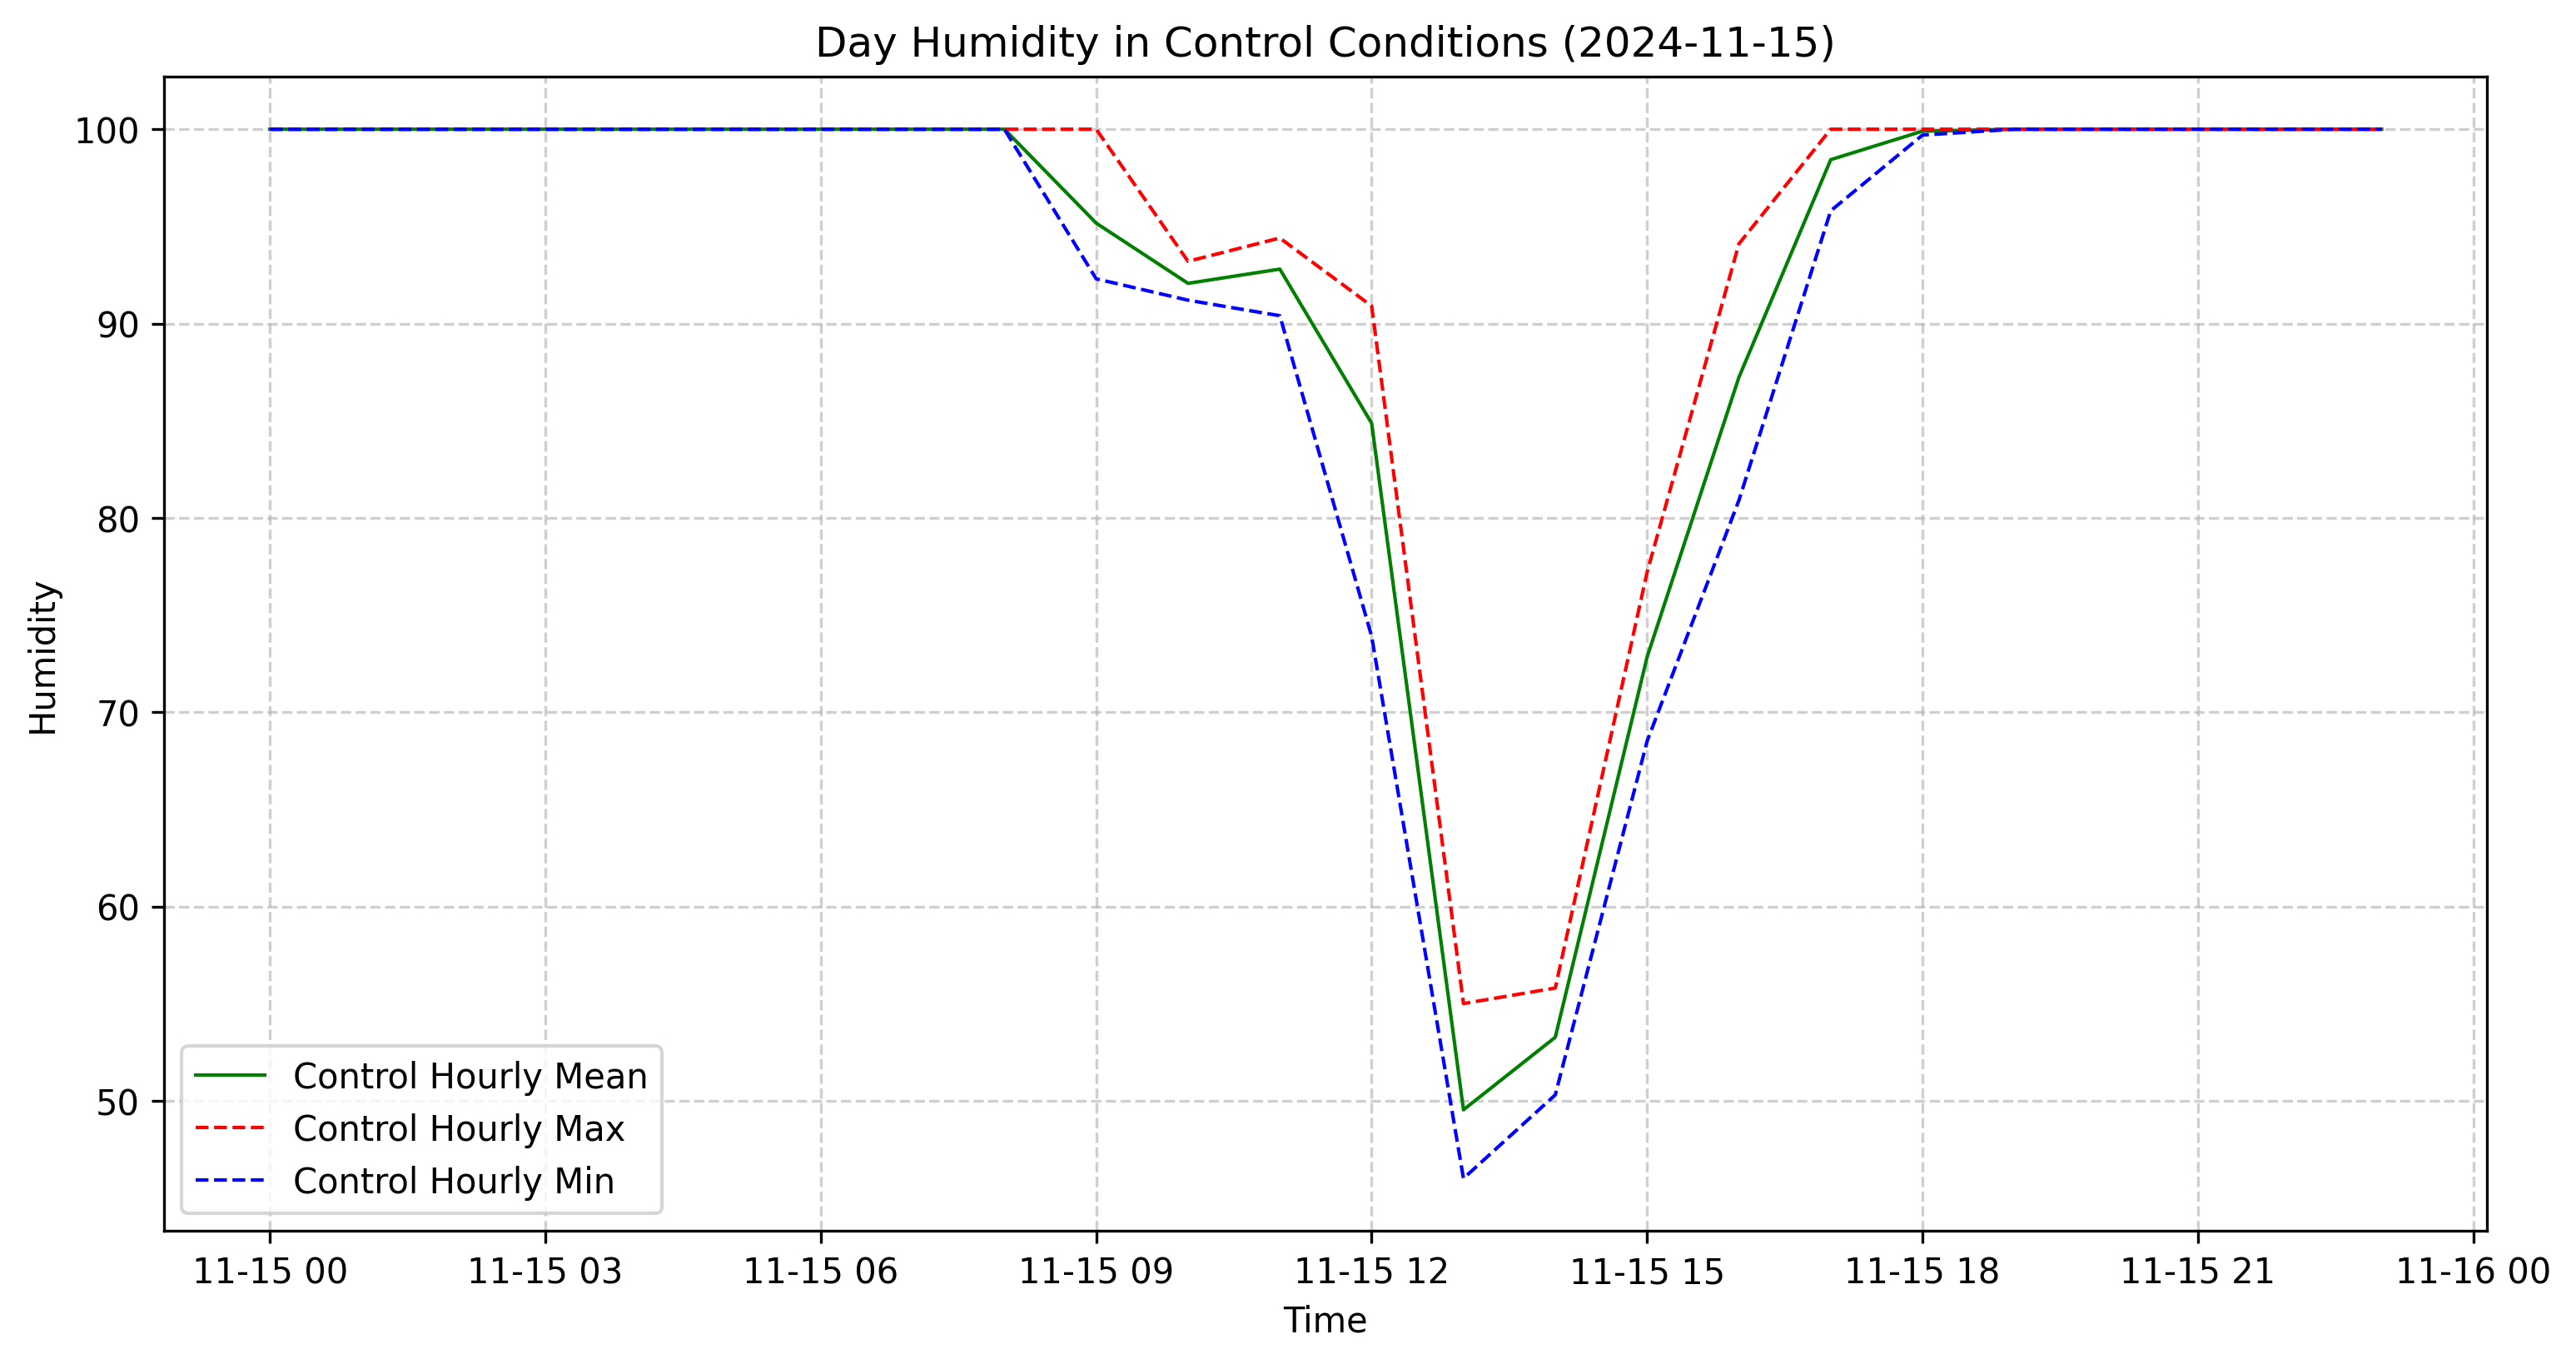 Day Humidity in Control Conditions (2024-11-15)
100
90
80
70
60
50
Humidity
Control Hourly Mean
Control Hourly Max
Control Hourly Min
11-15 00 11-15 03 11-15 06 11-15 09 11-15 12 11-15 15 11-15 18 11-15 21 11-16 00
Time